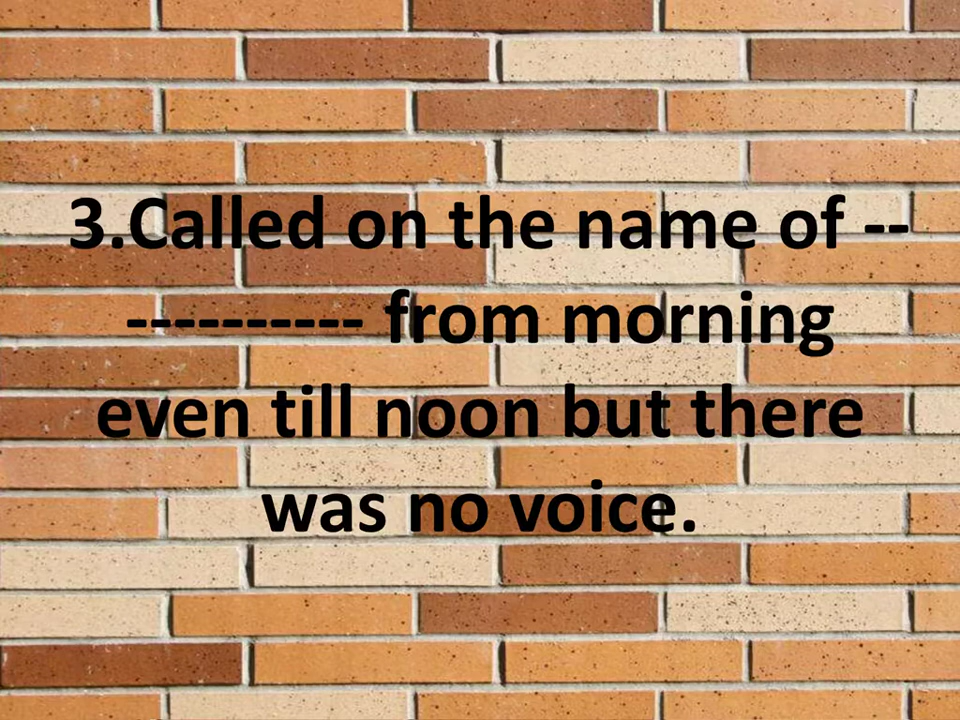 3.Called on the name of --
---------- from morning
even till noon but there
was no voice.